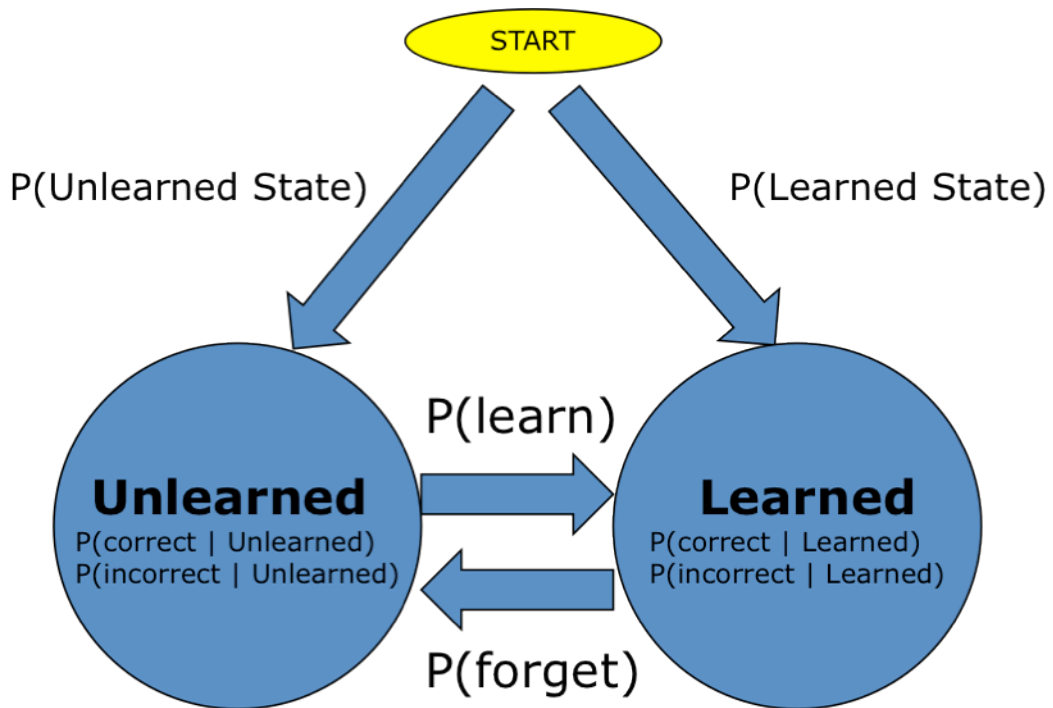 START
P(Unlearned State)
P(Learned State)
P(learn)
Unlearned
P(correct | Unlearned)
P(incorrect | Unlearned)
Learned
P(correct | Learned)
P(incorrect | Learned)
P(forget)